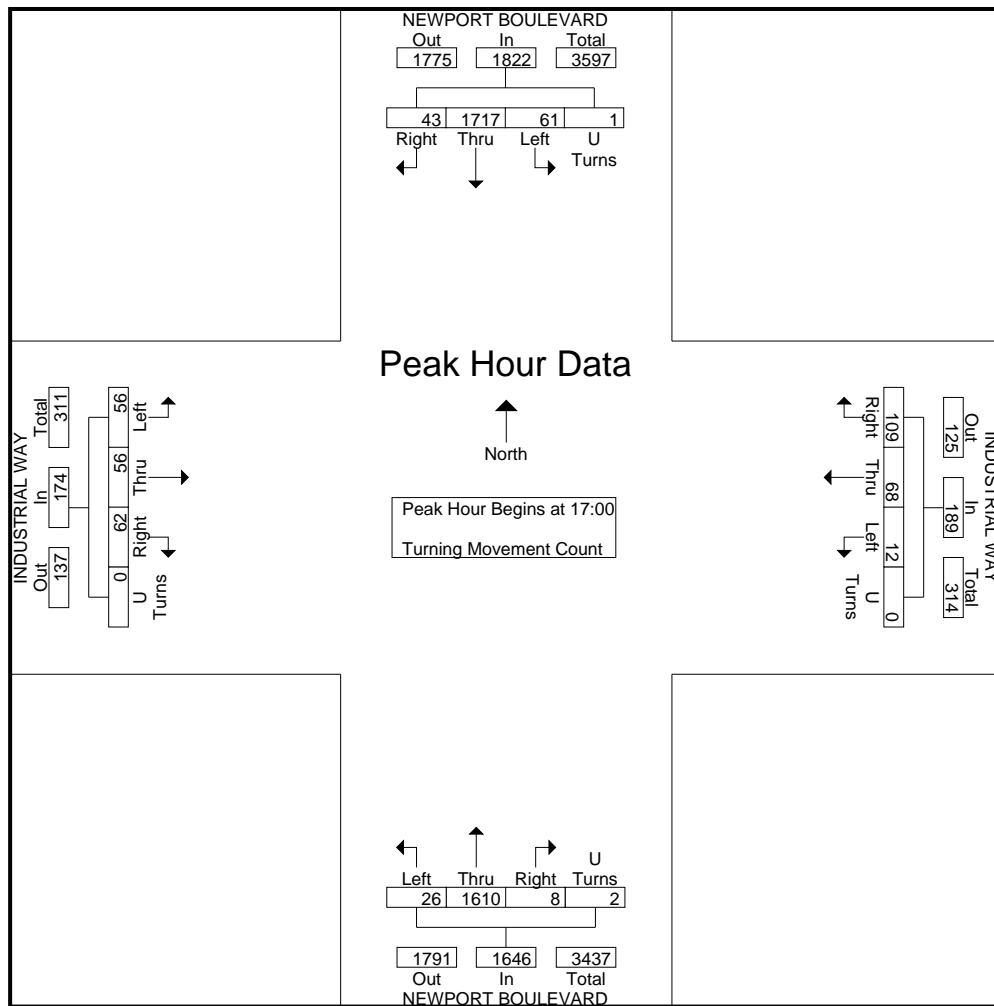 NEWPORT BOULEVARD
Out In Total
1775 1822 3597
43 1717 61 1
Right Thru Left U
Turns
Peak Hour Data
North
Peak Hour Begins at 17:00
Turning Movement Count
INDUSTRIAL WAY
Total In Out
311 174 137
56 56 62 0
Left Thru Right U
Turns
INDUSTRIAL WAY
Out In Total
125 189 314
109 68 12 0
Right Thru Left U
Turns
U
Left Thru Right Turns
26 1610 8 2
1791 1646 3437
Out In Total
NEWPORT BOULEVARD